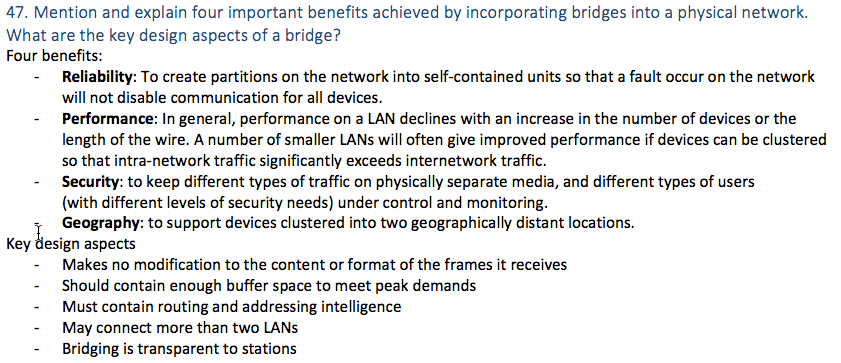 47. Mention and explain four important benefits achieved by incorporating bridges into a physical network.
What are the key design aspects of a bridge?
Four benefits:
- Reliability: To create partitions on the network into self-contained units so that a fault occur on the network
will not disable communication for all devices.
- Performance: In general, performance on a LAN declines with an increase in the number of devices or the
length of the wire. A number of smaller LANs will often give improved performance if devices can be clustered
so that intra-network traffic significantly exceeds internetwork traffic.
- Security: to keep different types of traffic on physically separate media, and different types of users
(with different levels of security needs) under control and monitoring.
- Geography: to support devices clustered into two geographically distant locations.
Key design aspects
- Makes no modification to the content or format of the frames it receives
- Should contain enough buffer space to meet peak demands
- Must contain routing and addressing intelligence
- May connect more than two LANs
- Bridging is transparent to stations